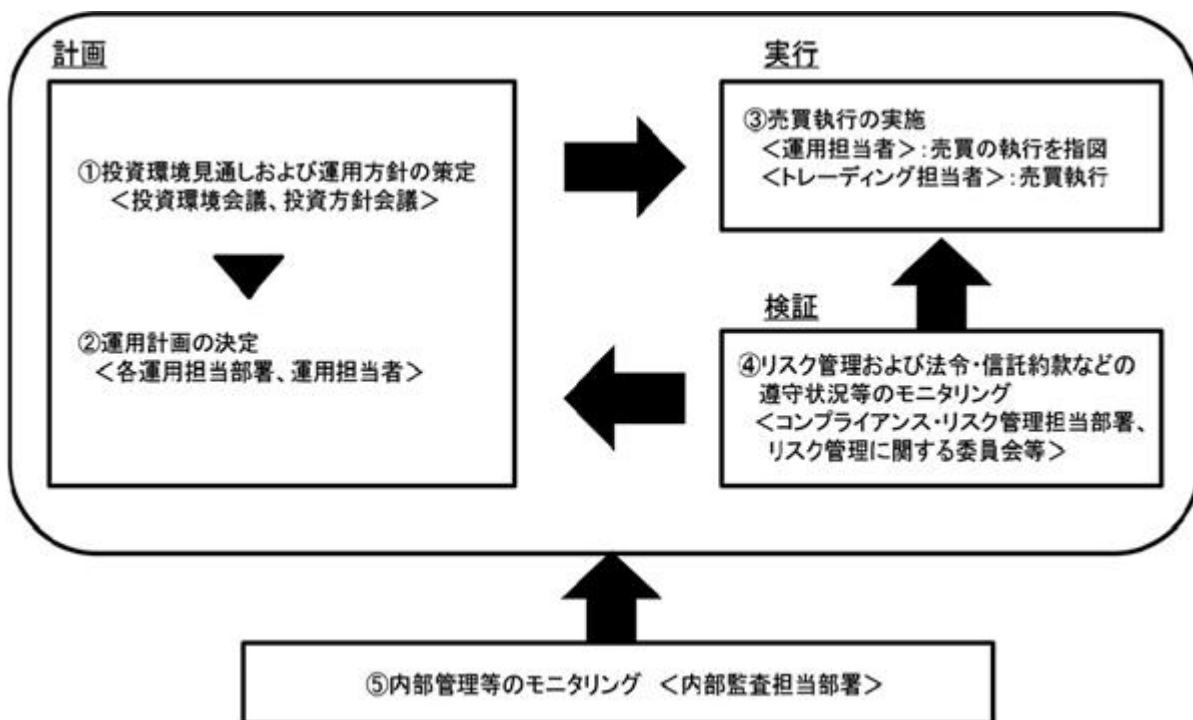 計画
①投資環境見通しおよび運用方針の策定
＜投資環境会議、投資方針会議＞
②運用計画の決定
＜各運用担当部署、運用担当者＞
実行
③売買執行の実施
＜運用担当者＞：売買の執行を指図
＜トレーディング担当者＞：売買執行
検証
④リスク管理および法令・信託約款などの
遵守状況等のモニタリング
＜コンプライアンス・リスク管理担当部署、
リスク管理に関する委員会等＞
⑤内部管理等のモニタリング ＜内部監査担当部署＞